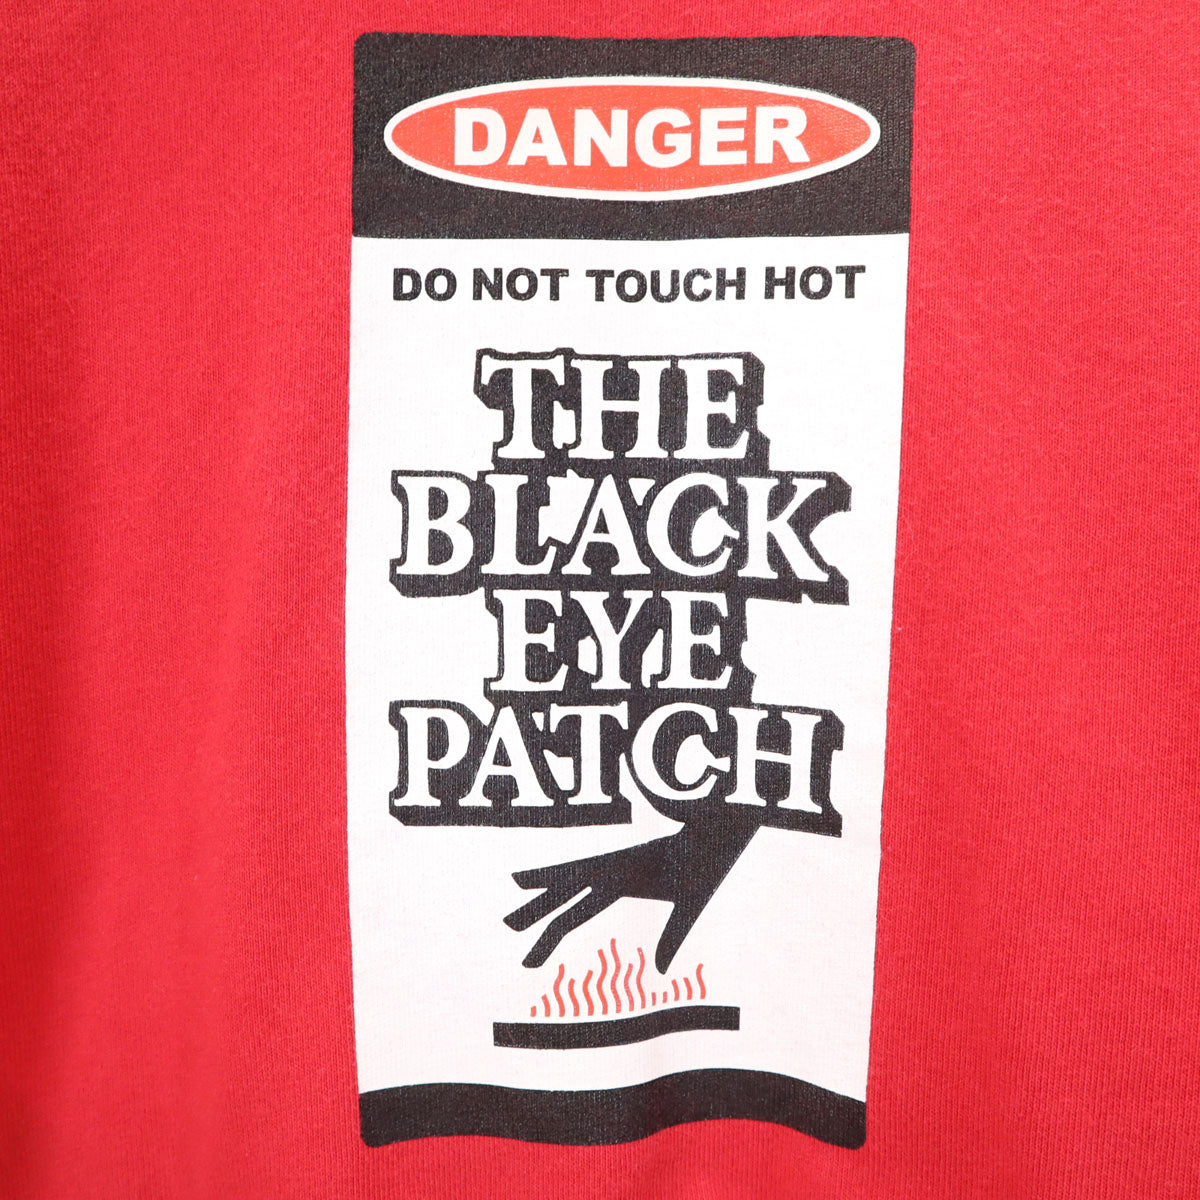 DANGER
DO NOT TOUCH HOT
THE
BLACK
EYE
PATCH